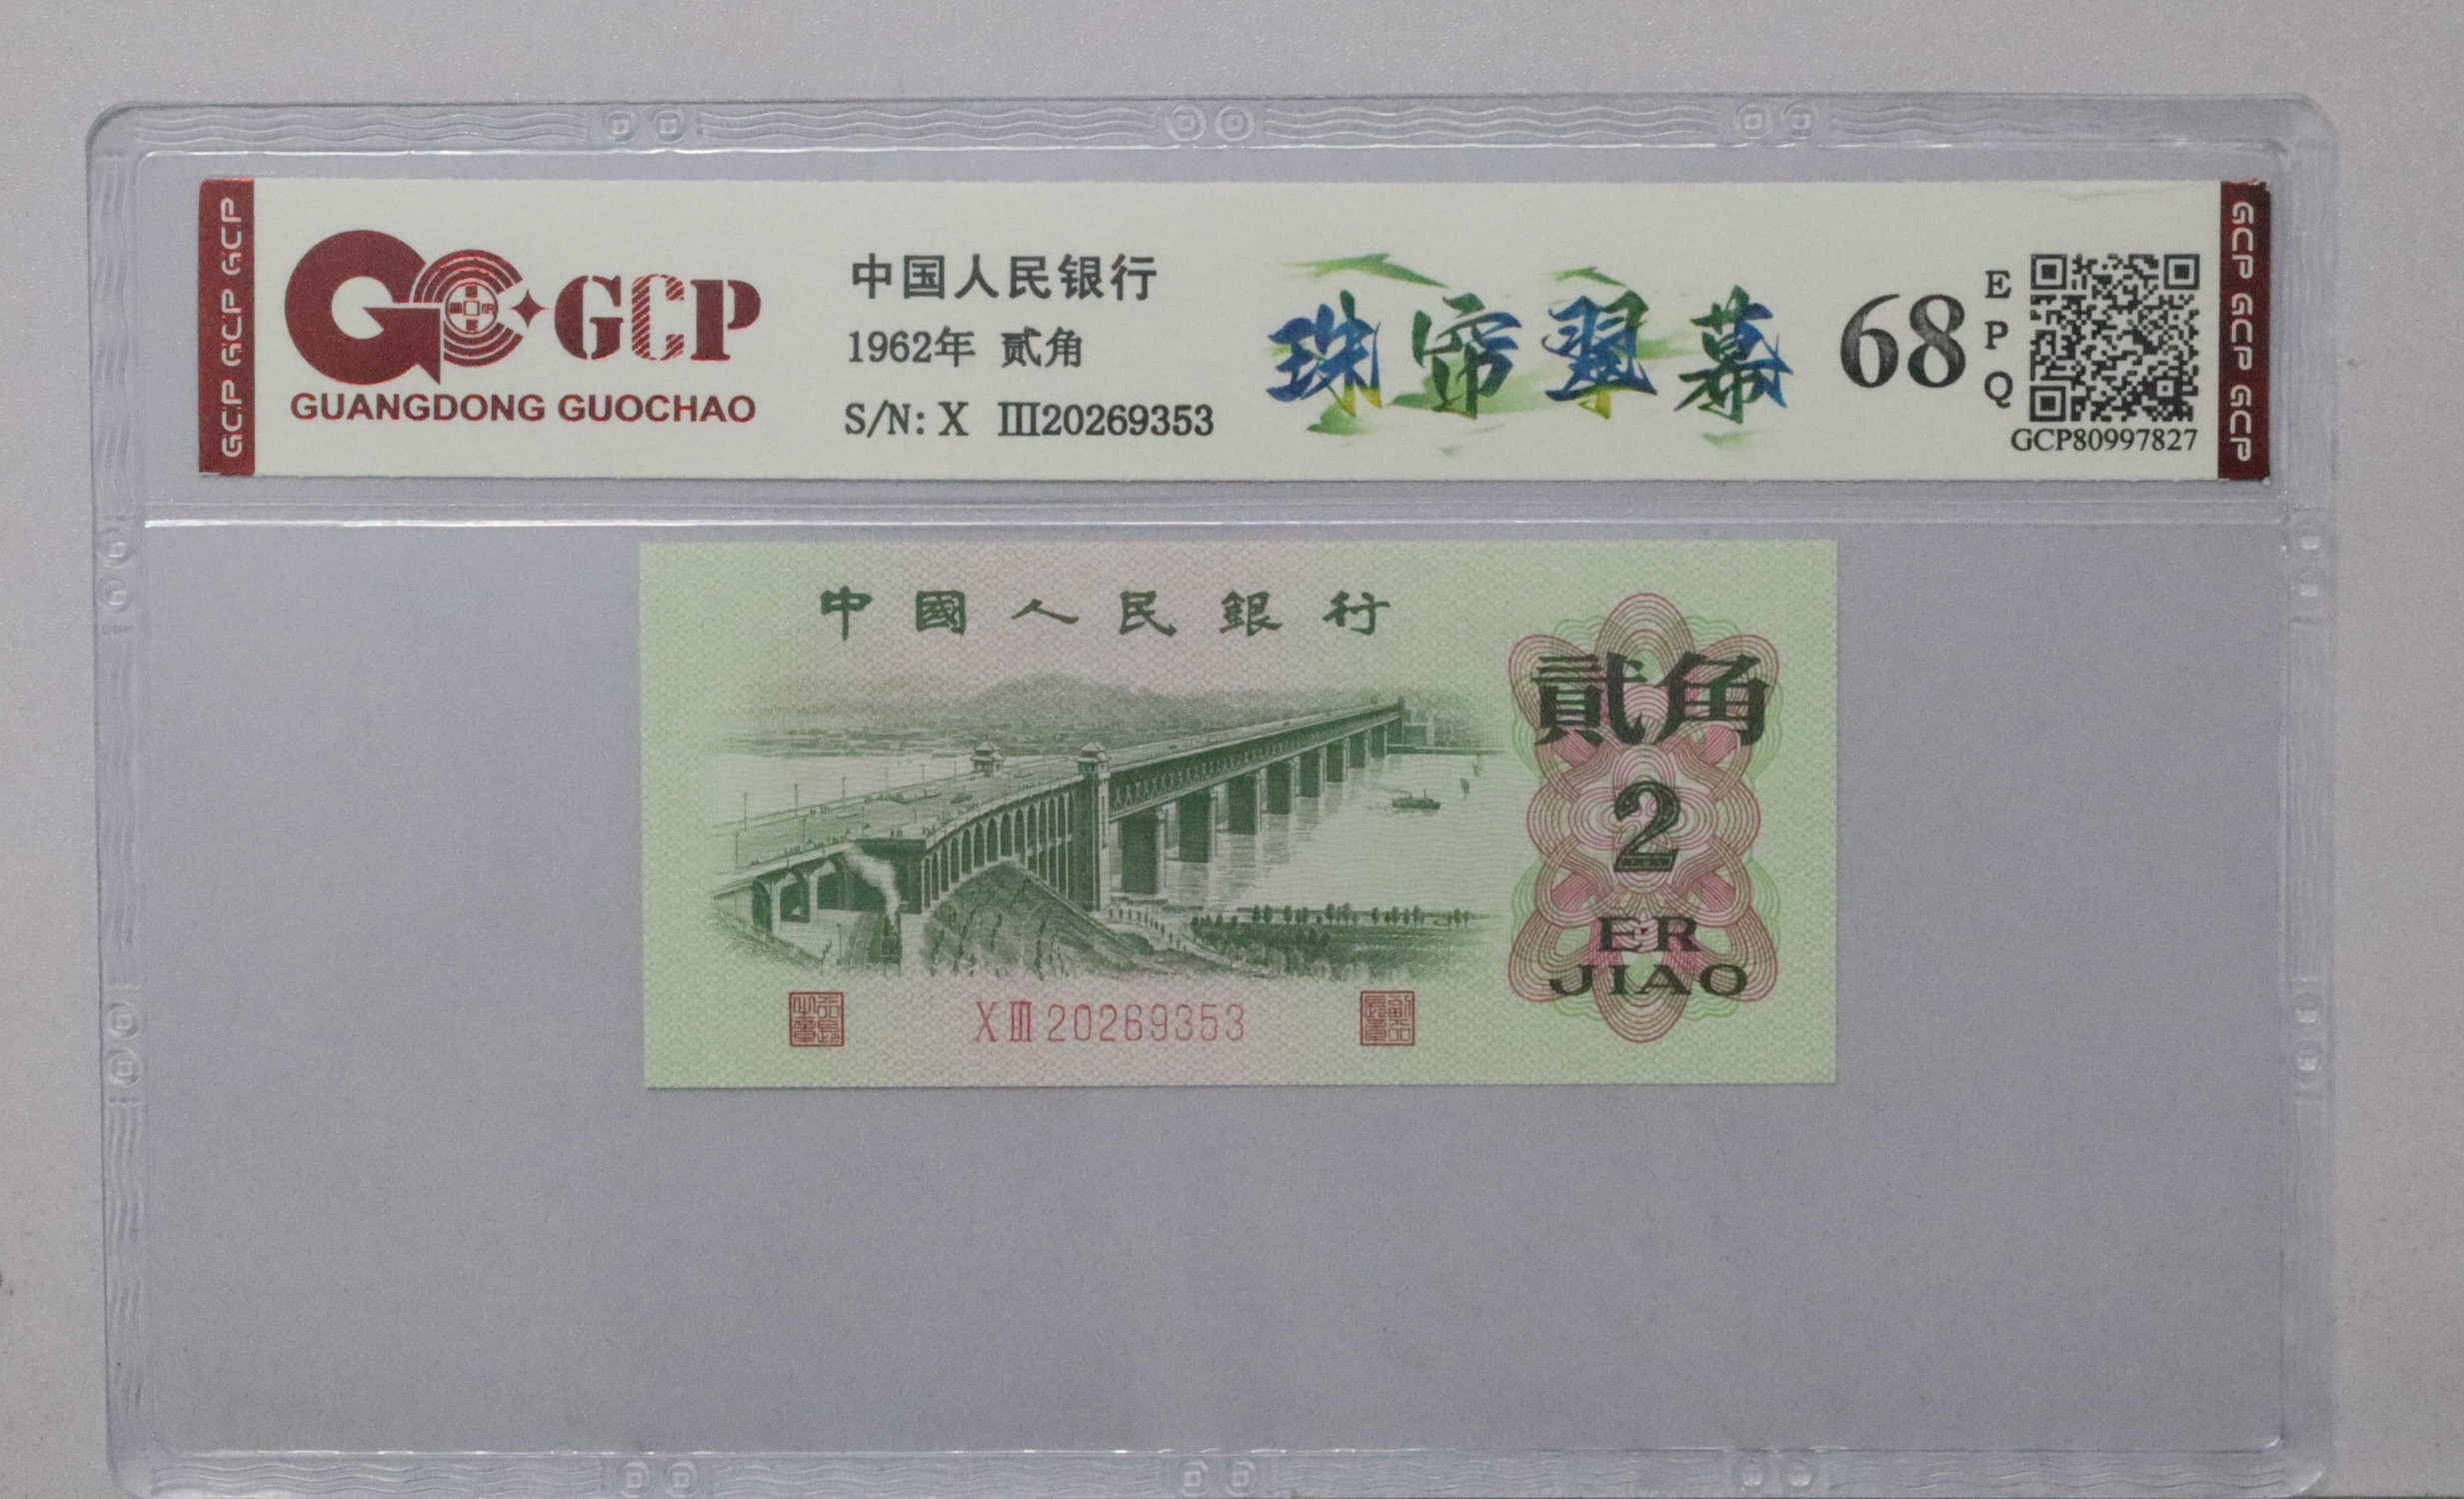 GCP GCP GCP
GCP
GUANGDONG GUOCHAO
中国人民银行
1962年 贰角
S/N: X III20269353
珠帘翠幕
68
EPQ
GCP80997827
GCP GCP GCP
中國人民銀行
貳角
2
ER
JIAO
X III 20269353